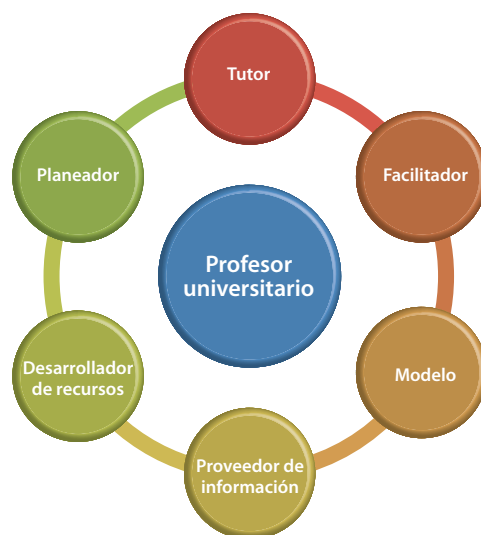 Tutor
Facilitador
Modelo
Proveedor de
información
Desarrollador
de recursos
Planeador
Profesor
universitario